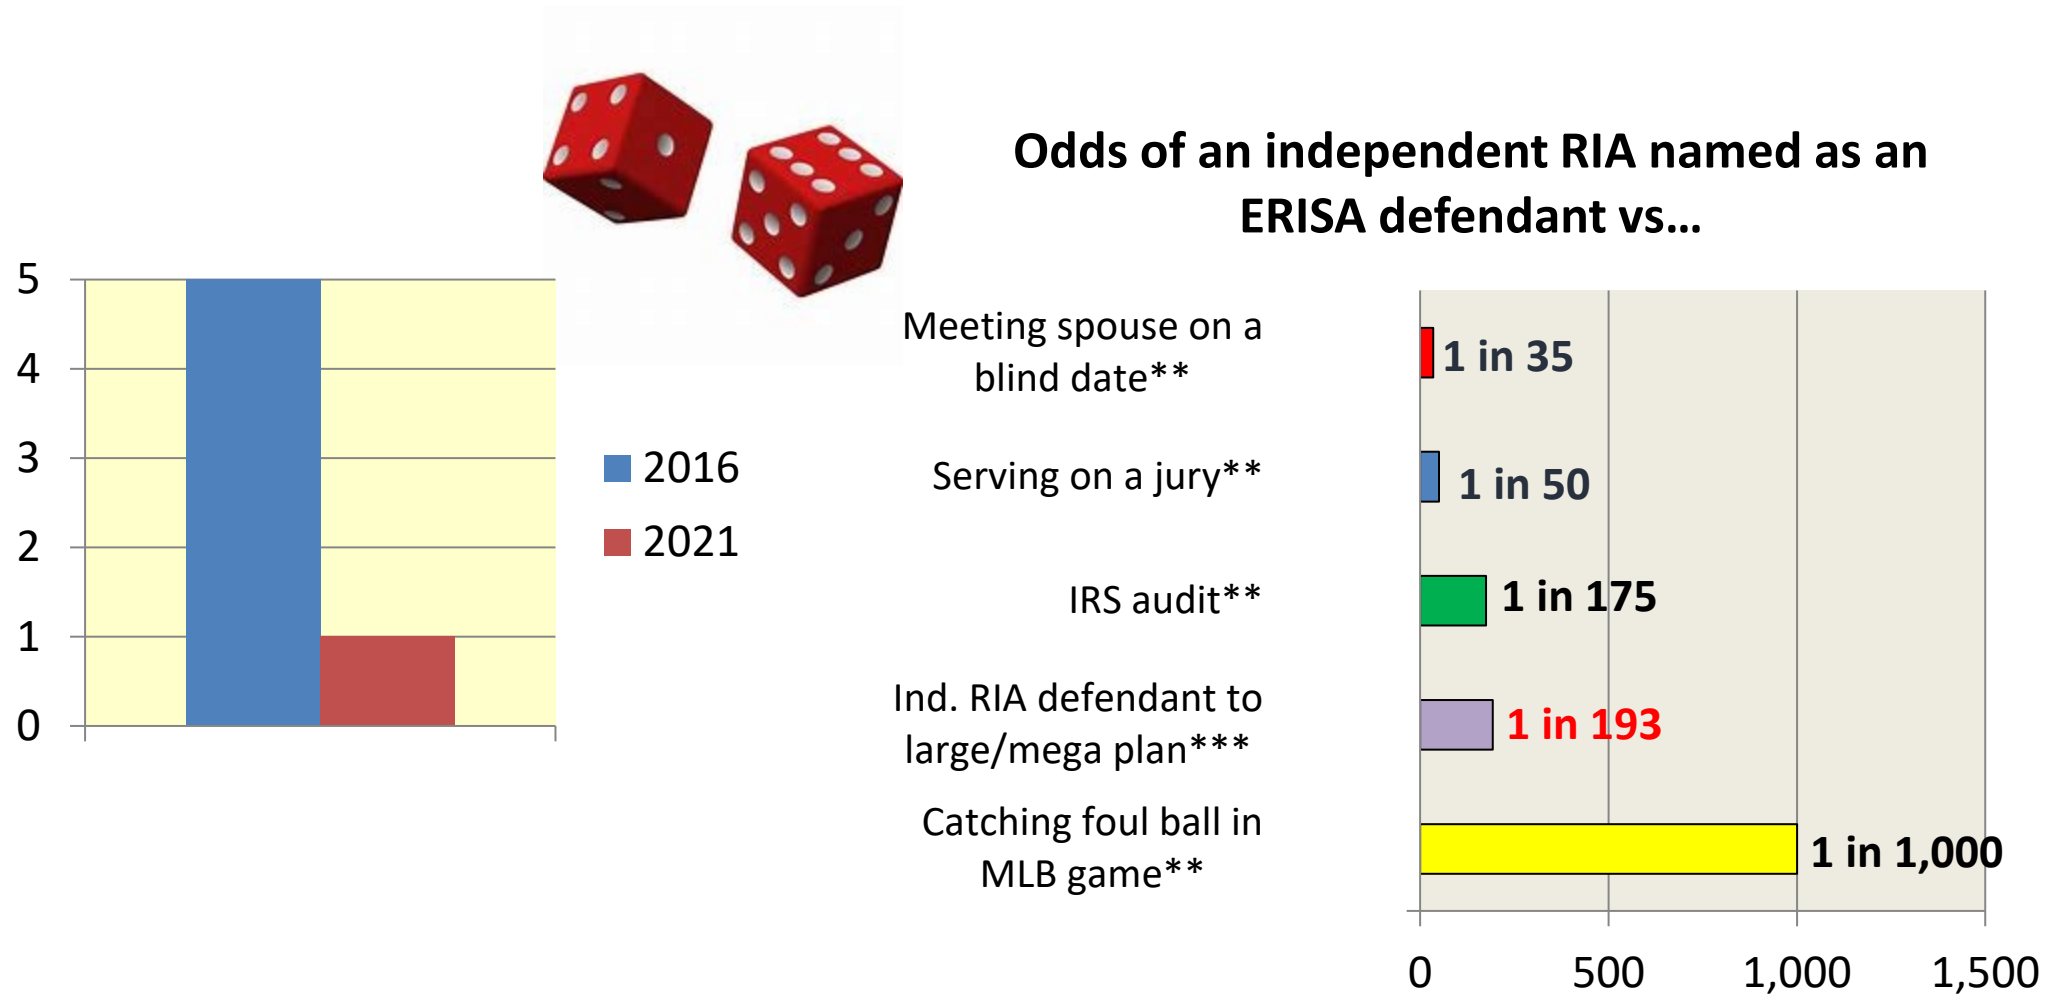 Odds of an independent RIA named as an
ERISA defendant vs…
5
4
3
2
1
0
2016
2021
Meeting spouse on a
blind date**
1 in 35
Serving on a jury**
1 in 50
IRS audit**
1 in 175
Ind. RIA defendant to
large/mega plan***
1 in 193
Catching foul ball in
MLB game**
1 in 1,000
0 500 1,000 1,500